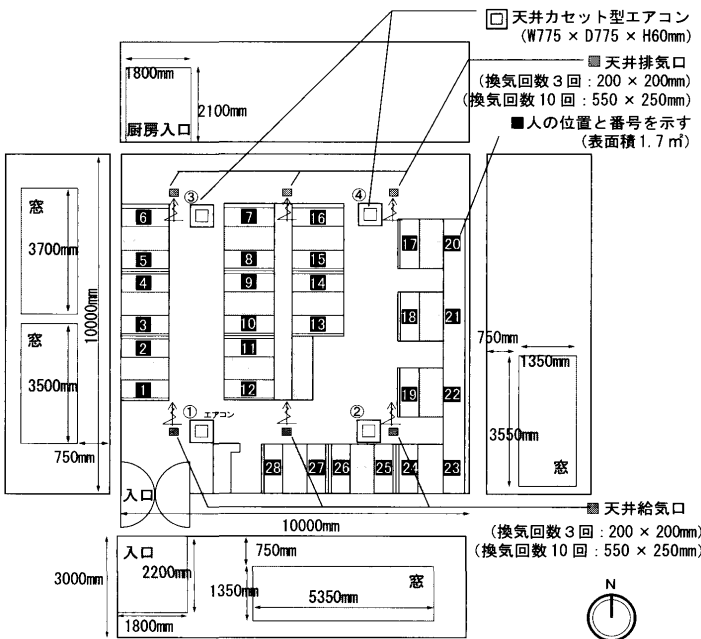 天井カセット型エアコン
(W775 × D775 × H60mm)
天井排気口
(換気回数3回：200 × 200mm)
(換気回数10回：550 × 250mm)
■人の位置と番号を示す
(表面積1.7㎡)
1800mm
2100mm
厨房入口
窓
3700mm
窓
3500mm
750mm
10000mm
③
④
6
7
16
17
20
5
8
15
4
9
14
3
10
13
18
21
2
11
1
12
19
22
① エアコン
②
28
27
26
25
24
23
入口
10000mm
750mm
1350mm
3550mm
窓
天井給気口
(換気回数3回：200 × 200mm)
(換気回数10回：550 × 250mm)
3000mm
入口
2200mm
1800mm
750mm
1350mm
5350mm
窓
N